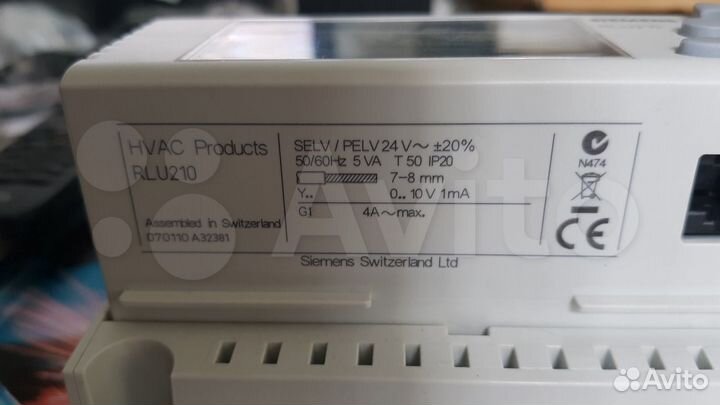 HVAC Products
RLU210
Assembled in Switzerland
070110 A32381
SELV / PELV 24 V ~ ±20%
50/60Hz 5 VA T 50 IP20
7-8 mm
Y.. 0.. 10 V 1mA
G1 4A~max.
N474
CE
Siemens Switzerland Ltd
Avito
Avito